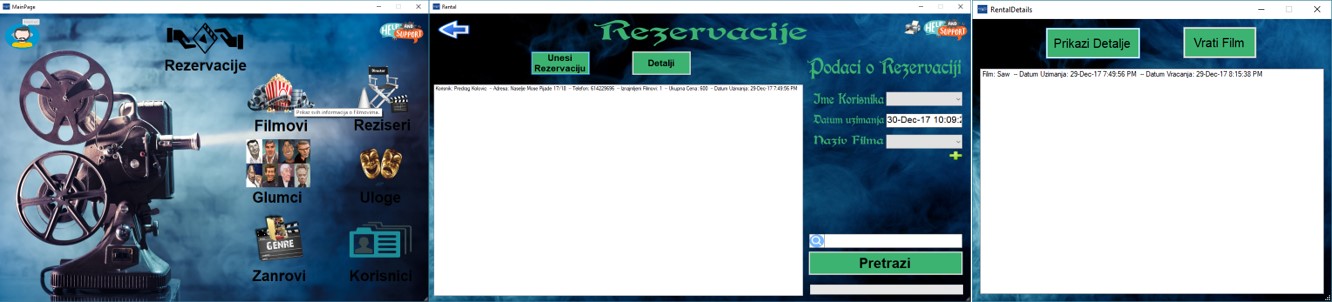 MainPage
HELP AND SUPPORT
Rezervacije
Director
Prikaz svih informacija o Filmovima.
Filmovi
Reziseri
Glumci
Uloge
GENRE
Zanrovi
Korisnici
Rental
Rezervacije
HELP AND SUPPORT
Unesi
Rezervaciju
Detalji
Korisnik: Predrag Kolovic -- Adresa: Naselje Mose Pijade 17/18 -- Telefon: 614229696 -- Iznajmljeni Filmovi: 1 -- Ukupna Cena: 600 -- Datum Uzimanja: 29-Dec-17 7:49:56 PM
Podaci o Rezervaciji
Ime Korisnika
Datum uzimanja 30-Dec-17 10:09:2
Naziv Filma
Pretrazi
RentalDetails
Prikazi Detalje
Vrati Film
Film: Saw -- Datum Uzimanja: 29-Dec-17 7:49:56 PM -- Datum Vracanja: 29-Dec-17 8:15:38 PM